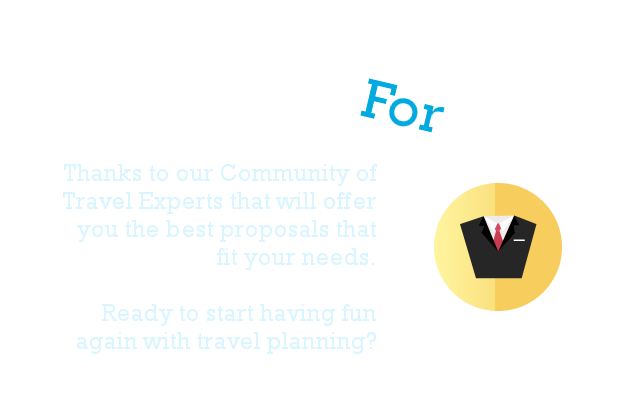 For
Thanks to our Community of
Travel Experts that will offer
you the best proposals that
fit your needs.
Ready to start having fun
again with travel planning?